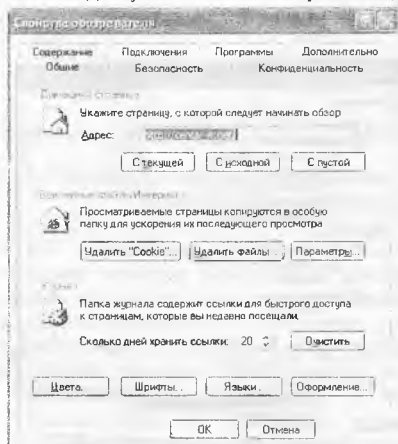 Свойства обозревателя
Содержание Подключения Программы Дополнительно
Общие Безопасность Конфиденциальность
Укажите страницу, с которой следует начинать обзор
Адрес:
С текущей С исходной С пустой
Просматриваемые страницы копируются в особую
папку для ускорения их последующего просмотра
Удалить "Cookie"... Удалить файлы... Параметры...
Папка журнала содержит ссылки для быстрого доступа
к страницам, которые вы недавно посещали.
Сколько дней хранить ссылки: 20 Очистить
Цвета... Шрифты... Языки... Оформление...
OK Отмена